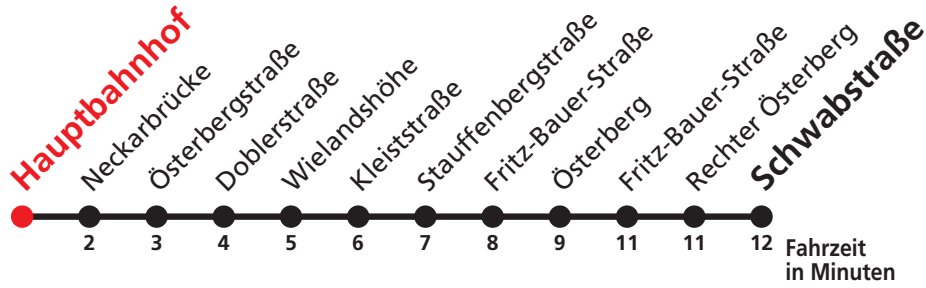 Hauptbahnhof
Neckarbrücke
Österbergstraße
Doblerstraße
Wielandshöhe
Kleiststraße
Stauffenbergstraße
Fritz-Bauer-Straße
Österberg
Fritz-Bauer-Straße
Rechter Österberg
Schwabstraße
2 3 4 5 6 7 8 9 11 11 12
Fahrzeit
in Minuten